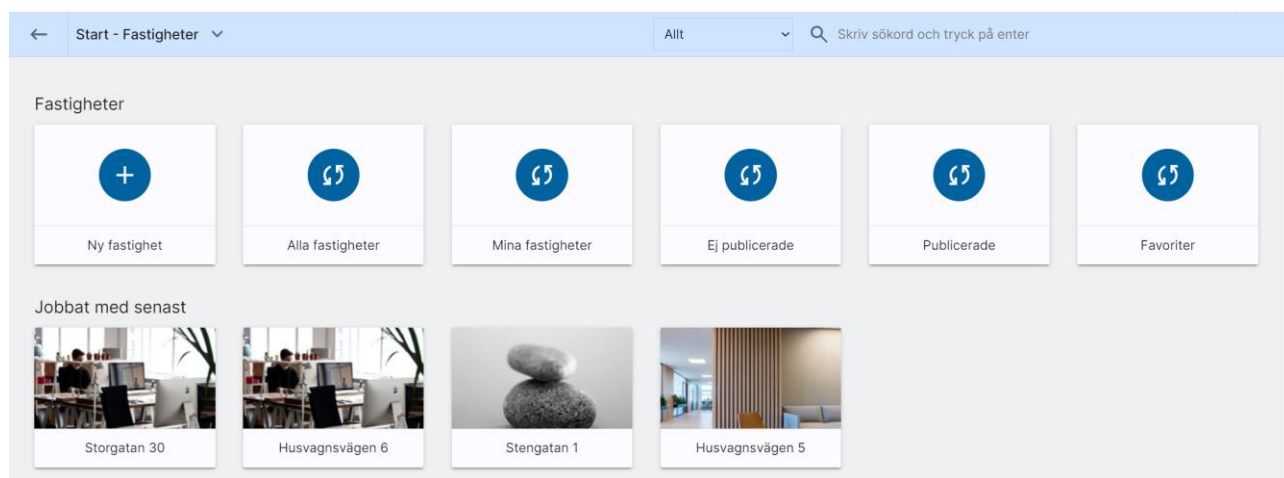 Start - Fastigheter
Allt
Skriv sökord och tryck på enter
Fastigheter
Ny fastighet
Alla fastigheter
Mina fastigheter
Ej publicerade
Publicerade
Favoriter
Jobbat med senast
Storgatan 30
Husvagnsvägen 6
Stengatan 1
Husvagnsvägen 5